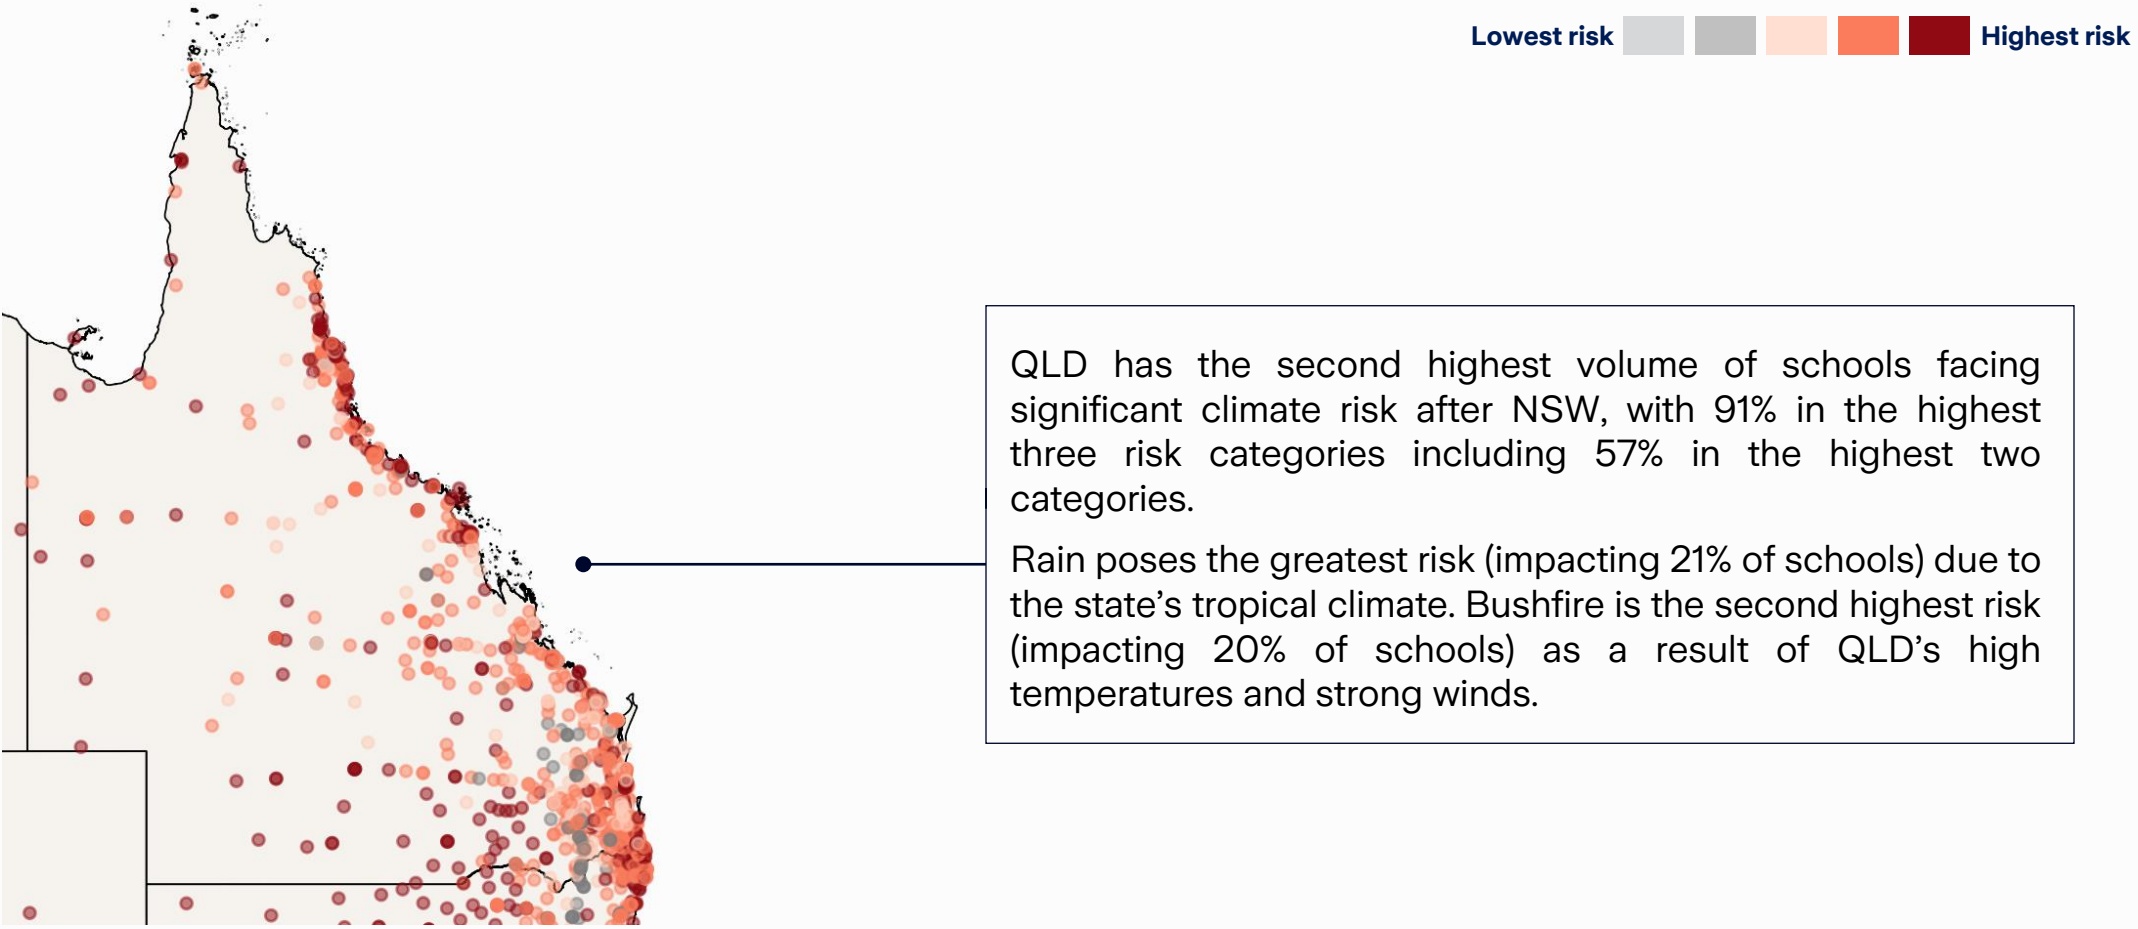 Lowest risk Highest risk
QLD has the second highest volume of schools facing
significant climate risk after NSW, with 91% in the highest
three risk categories including 57% in the highest two
categories.
Rain poses the greatest risk (impacting 21% of schools) due to
the state’s tropical climate. Bushfire is the second highest risk
(impacting 20% of schools) as a result of QLD’s high
temperatures and strong winds.